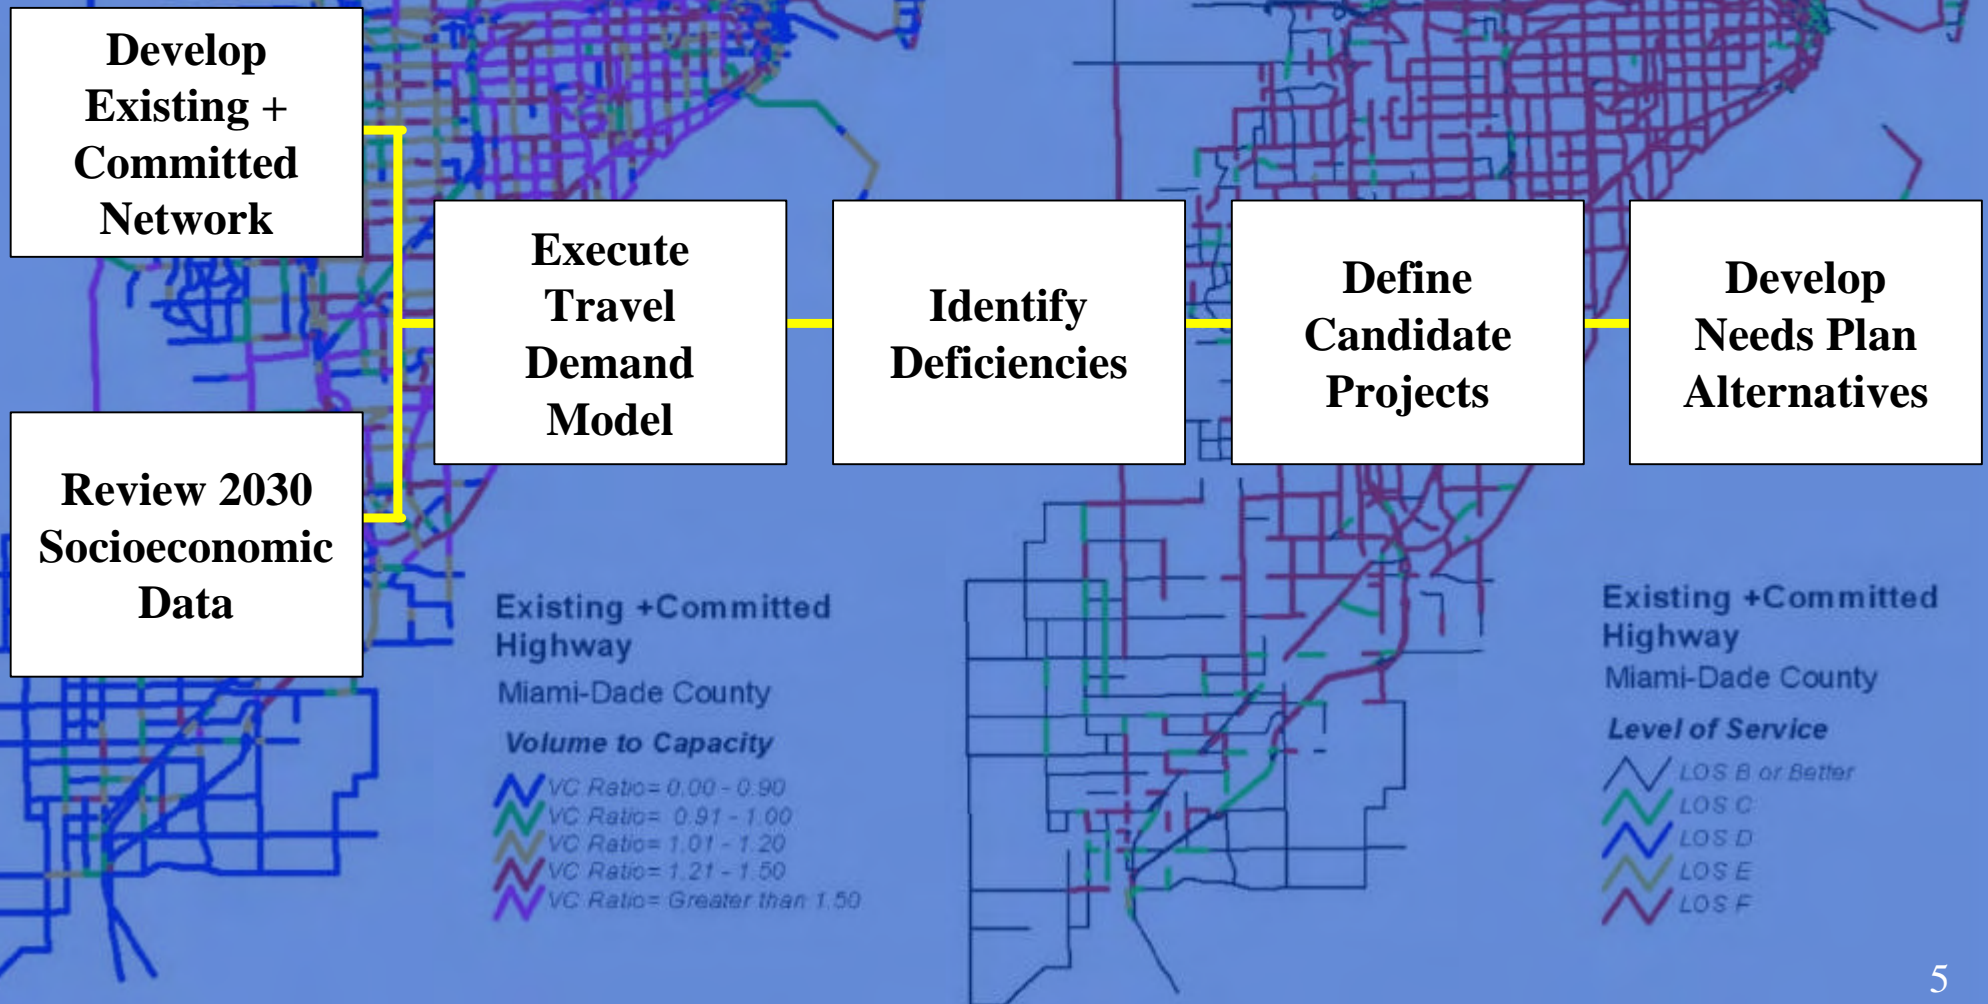 Develop
Existing +
Committed
Network
Review 2030
Socioeconomic
Data
Execute
Travel
Demand
Model
Identify
Deficiencies
Define
Candidate
Projects
Develop
Needs Plan
Alternatives
Existing +Committed
Highway
Miami-Dade County
Volume to Capacity
VC Ratio= 0.00 - 0.90
VC Ratio= 0.91 - 1.00
VC Ratio= 1.01 - 1.20
VC Ratio= 1.21 - 1.50
VC Ratio= Greater than 1.50
Existing +Committed
Highway
Miami-Dade County
Level of Service
LOS B or Better
LOS C
LOS D
LOS E
LOS F
5